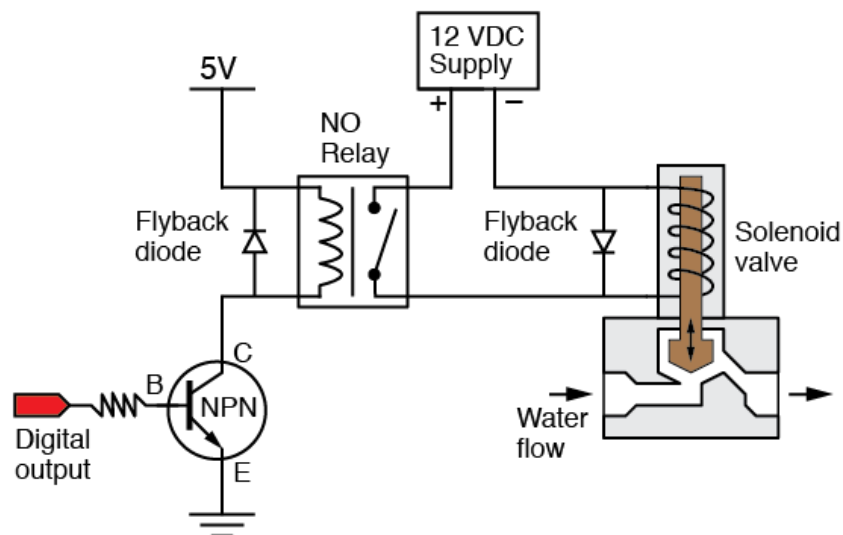 12 VDC
Supply
5V
+
−
NO
Relay
Flyback
diode
Flyback
diode
Solenoid
valve
C
B
NPN
E
Digital
output
Water
flow